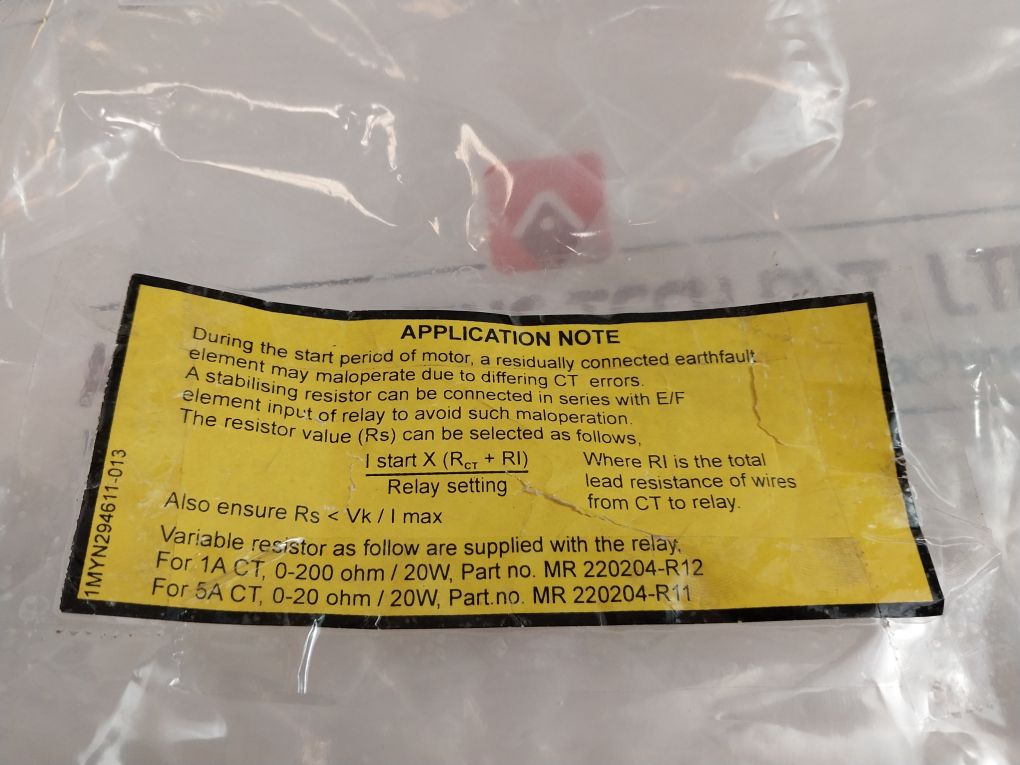 APPLICATION NOTE
During the start period of motor, a residually connected earthfault
element may maloperate due to differing CT errors.
A stabilising resistor can be connected in series with E/F
element input of relay to avoid such maloperation.
The resistor value (Rs) can be selected as follows,
I start X (RCT + RI)
Relay setting
Where RI is the total
lead resistance of wires
from CT to relay.
Also ensure Rs < Vk / I max
Variable resistor as follow are supplied with the relay,
For 1A CT, 0-200 ohm / 20W, Part no. MR 220204-R12
For 5A CT, 0-20 ohm / 20W, Part.no. MR 220204-R11
1MYN294611-013
TECH PVT. LT